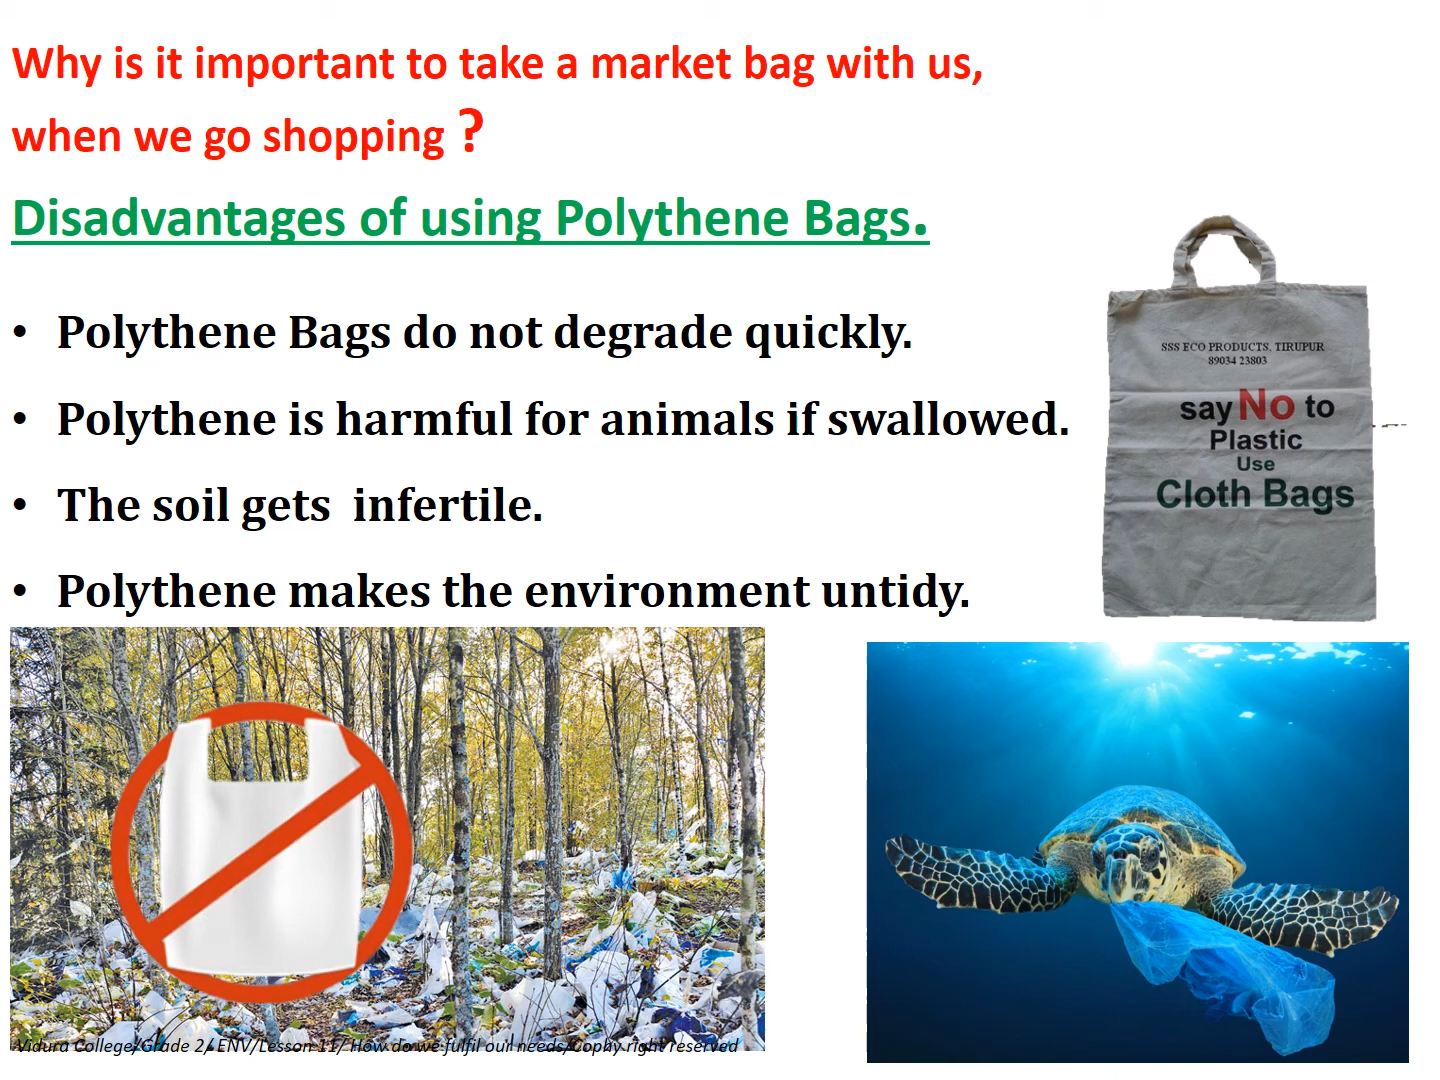 Why is it important to take a market bag with us,
when we go shopping ?
Disadvantages of using Polythene Bags.
• Polythene Bags do not degrade quickly.
• Polythene is harmful for animals if swallowed.
• The soil gets  infertile.
• Polythene makes the environment untidy.
SSS ECO PRODUCTS, TIRUPUR
89034 23803
say No to
Plastic
Use
Cloth Bags
Vidura College/Grade 2/ ENV/Lesson 11/ How do we fulfil our needs/Cophy right reserved